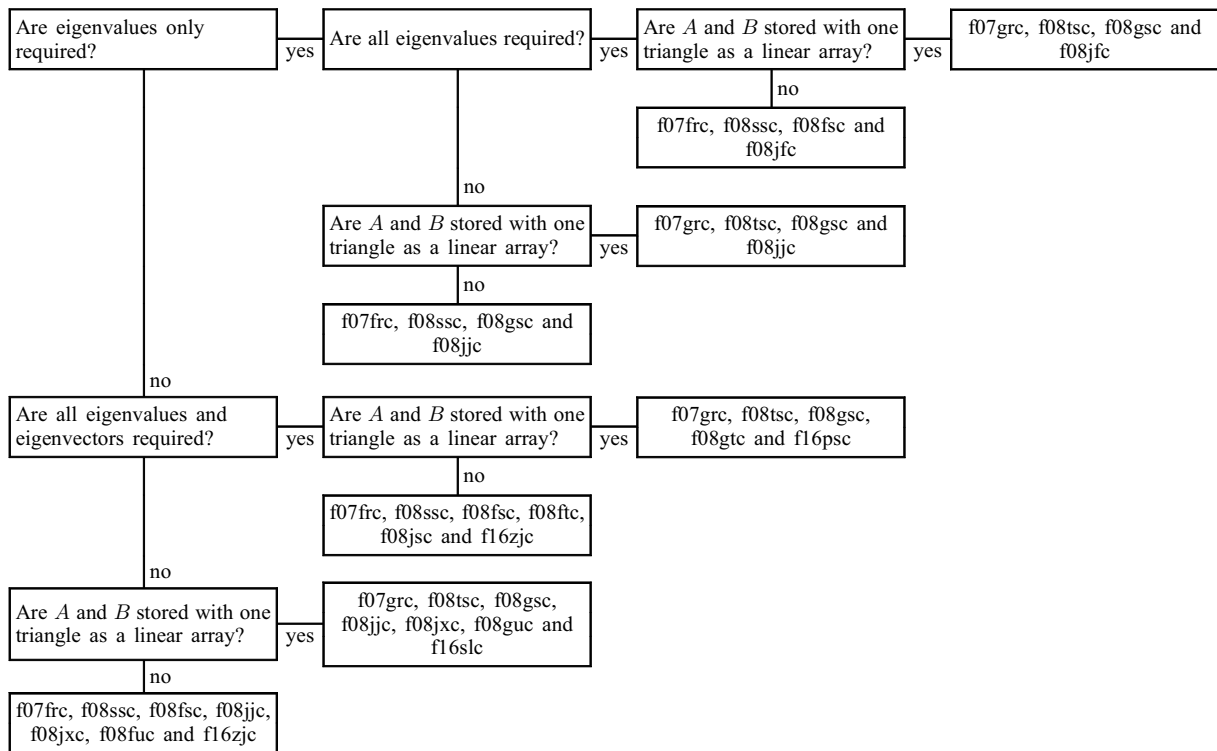 Are eigenvalues only
required?
yes
Are all eigenvalues required?
yes
Are A and B stored with one
triangle as a linear array?
yes
f07grc, f08tsc, f08gsc and
f08jfc
no
f07frc, f08ssc, f08fsc and
f08jfc
no
Are A and B stored with one
triangle as a linear array?
yes
f07grc, f08tsc, f08gsc and
f08jjc
no
f07frc, f08ssc, f08gsc and
f08jjc
no
Are all eigenvalues and
eigenvectors required?
yes
Are A and B stored with one
triangle as a linear array?
yes
f07grc, f08tsc, f08gsc,
f08gtc and f16psc
no
f07frc, f08ssc, f08fsc, f08ftc,
f08jsc and f16zjc
no
Are A and B stored with one
triangle as a linear array?
yes
f07grc, f08tsc, f08gsc,
f08jjc, f08jxc, f08guc and
f16slc
no
f07frc, f08ssc, f08fsc, f08jjc,
f08jxc, f08fuc and f16zjc